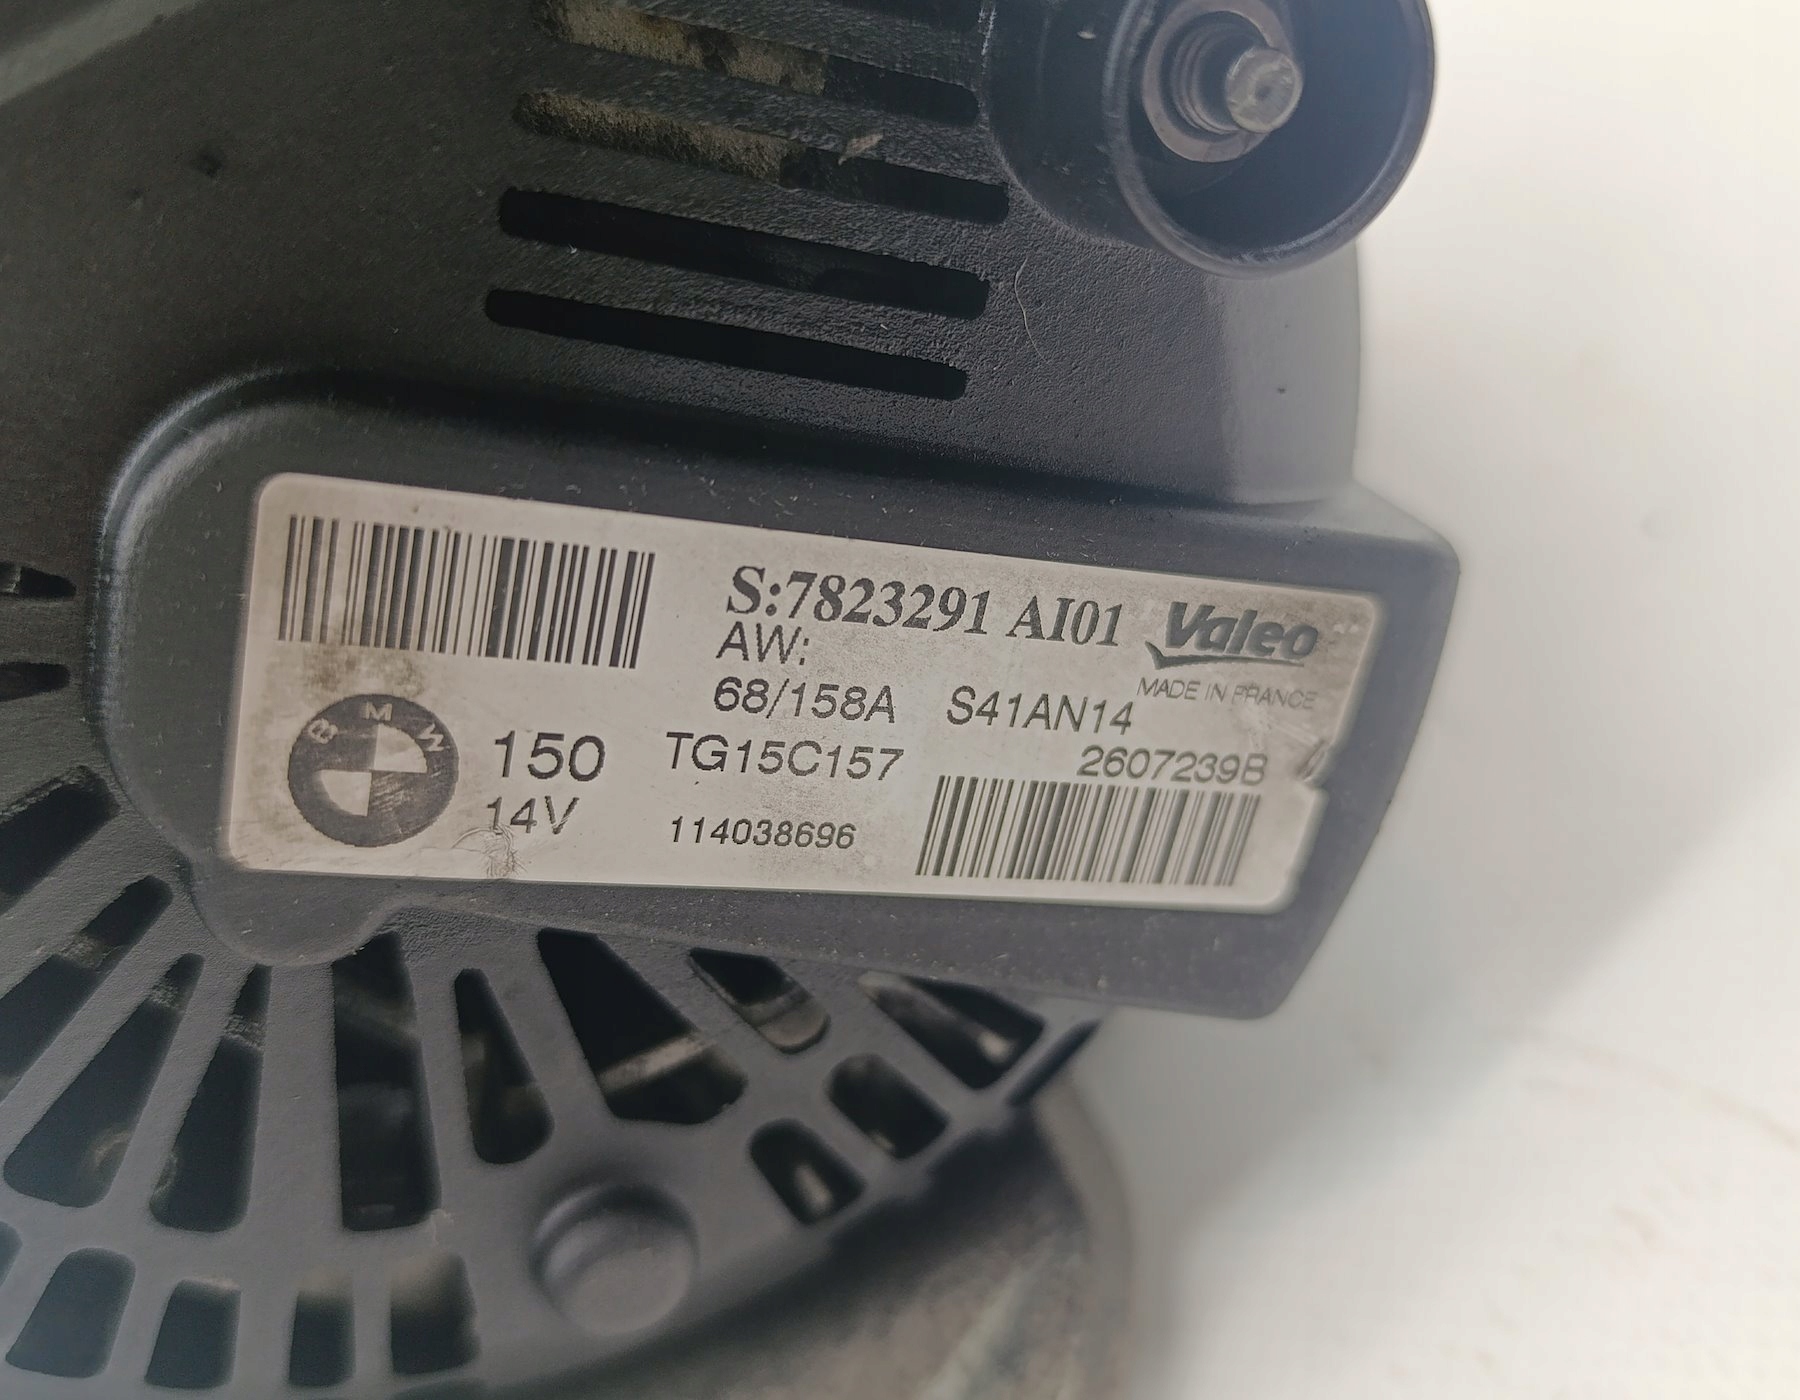 S:7823291 AI01
Valeo
AW:
MADE IN FRANCE
68/158A S41AN14
BMW
150 TG15C157 2607239B
14V 114038696